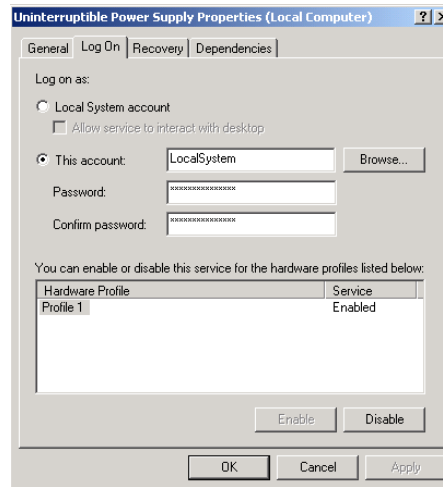 Uninterruptible Power Supply Properties (Local Computer)
General Log On Recovery Dependencies
Log on as:
Local System account
Allow service to interact with desktop
This account: LocalSystem Browse...
Password: ***************
Confirm password: ***************
You can enable or disable this service for the hardware profiles listed below:
Hardware Profile Service
Profile 1 Enabled
Enable Disable
OK Cancel Apply